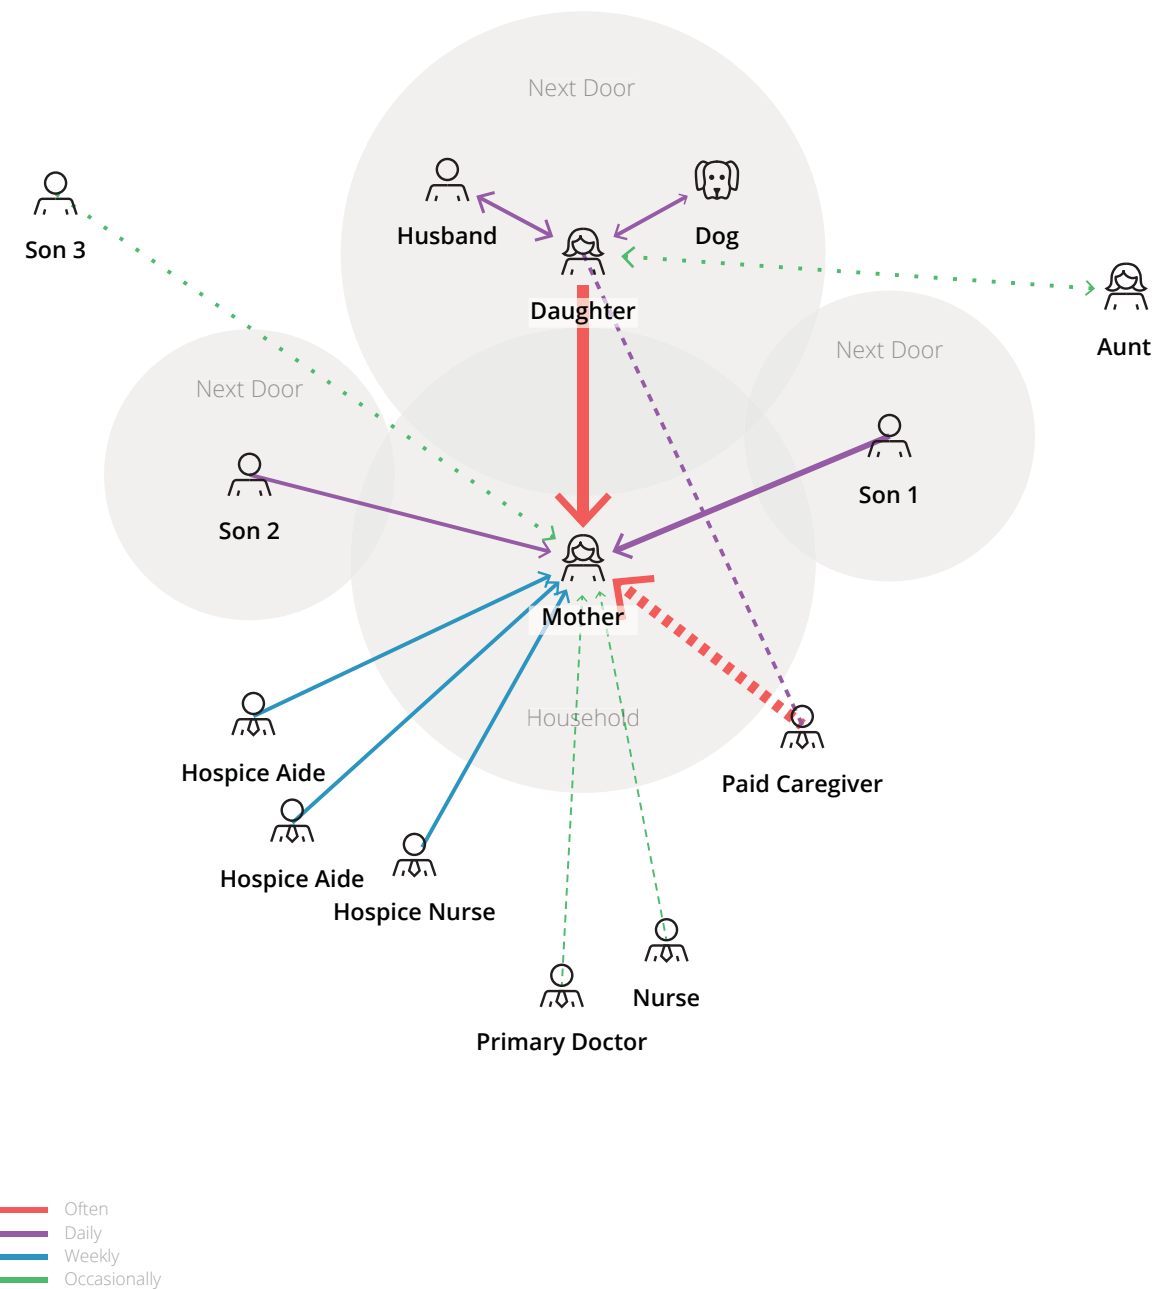 Next Door
Husband
Dog
Son 3
Daughter
Aunt
Next Door
Next Door
Son 1
Son 2
Mother
Household
Hospice Aide
Paid Caregiver
Hospice Aide
Hospice Nurse
Nurse
Primary Doctor
Often
Daily
Weekly
Occasionally